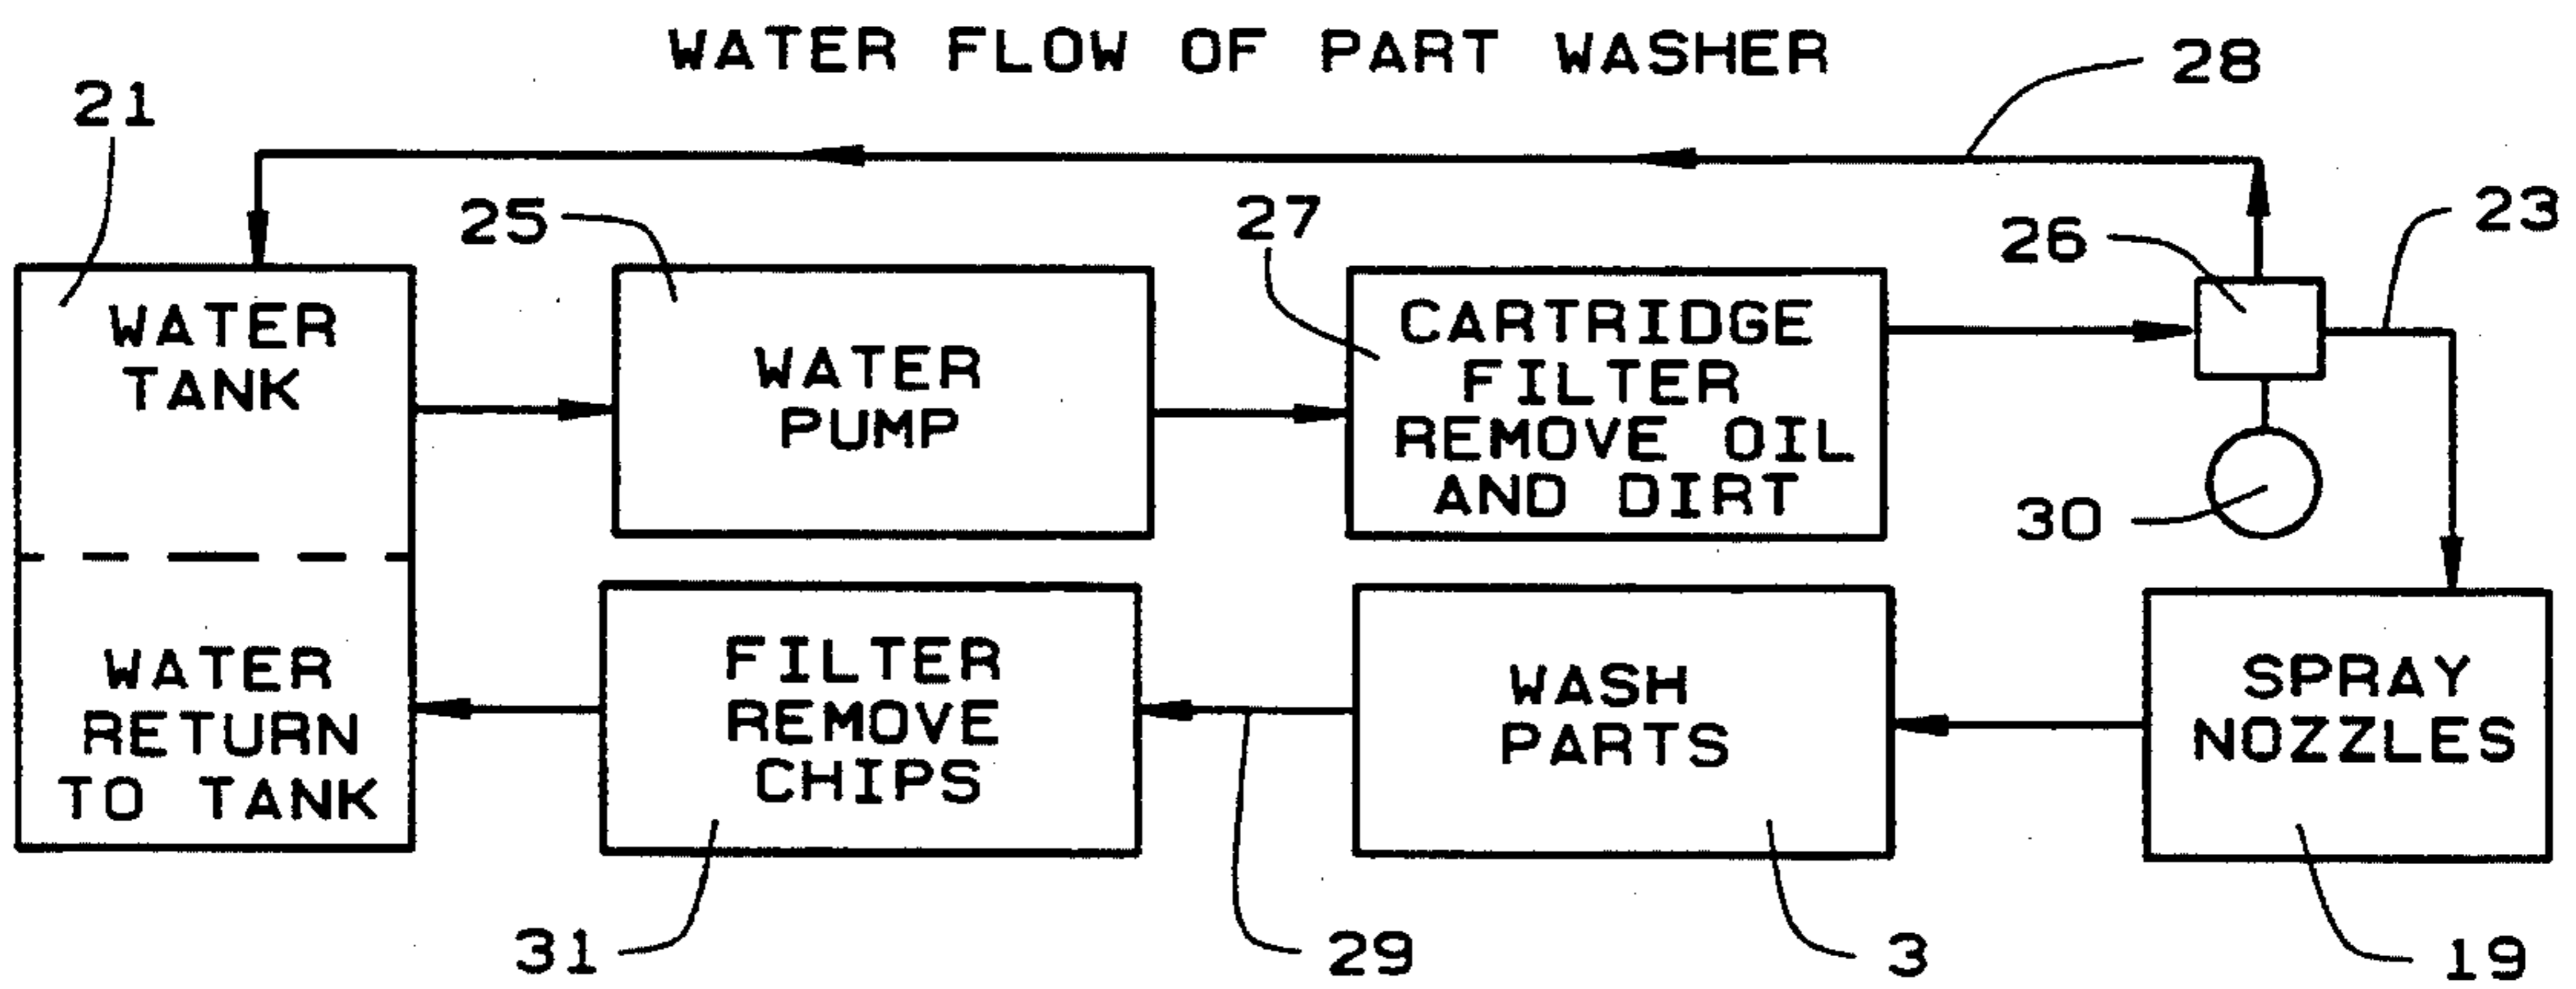 WATER FLOW OF PART WASHER
28
21
25
27
26
23
WATER
TANK
WATER
PUMP
CARTRIDGE
FILTER
REMOVE OIL
AND DIRT
30
WATER
RETURN
TO TANK
FILTER
REMOVE
CHIPS
WASH
PARTS
SPRAY
NOZZLES
31
29
3
19